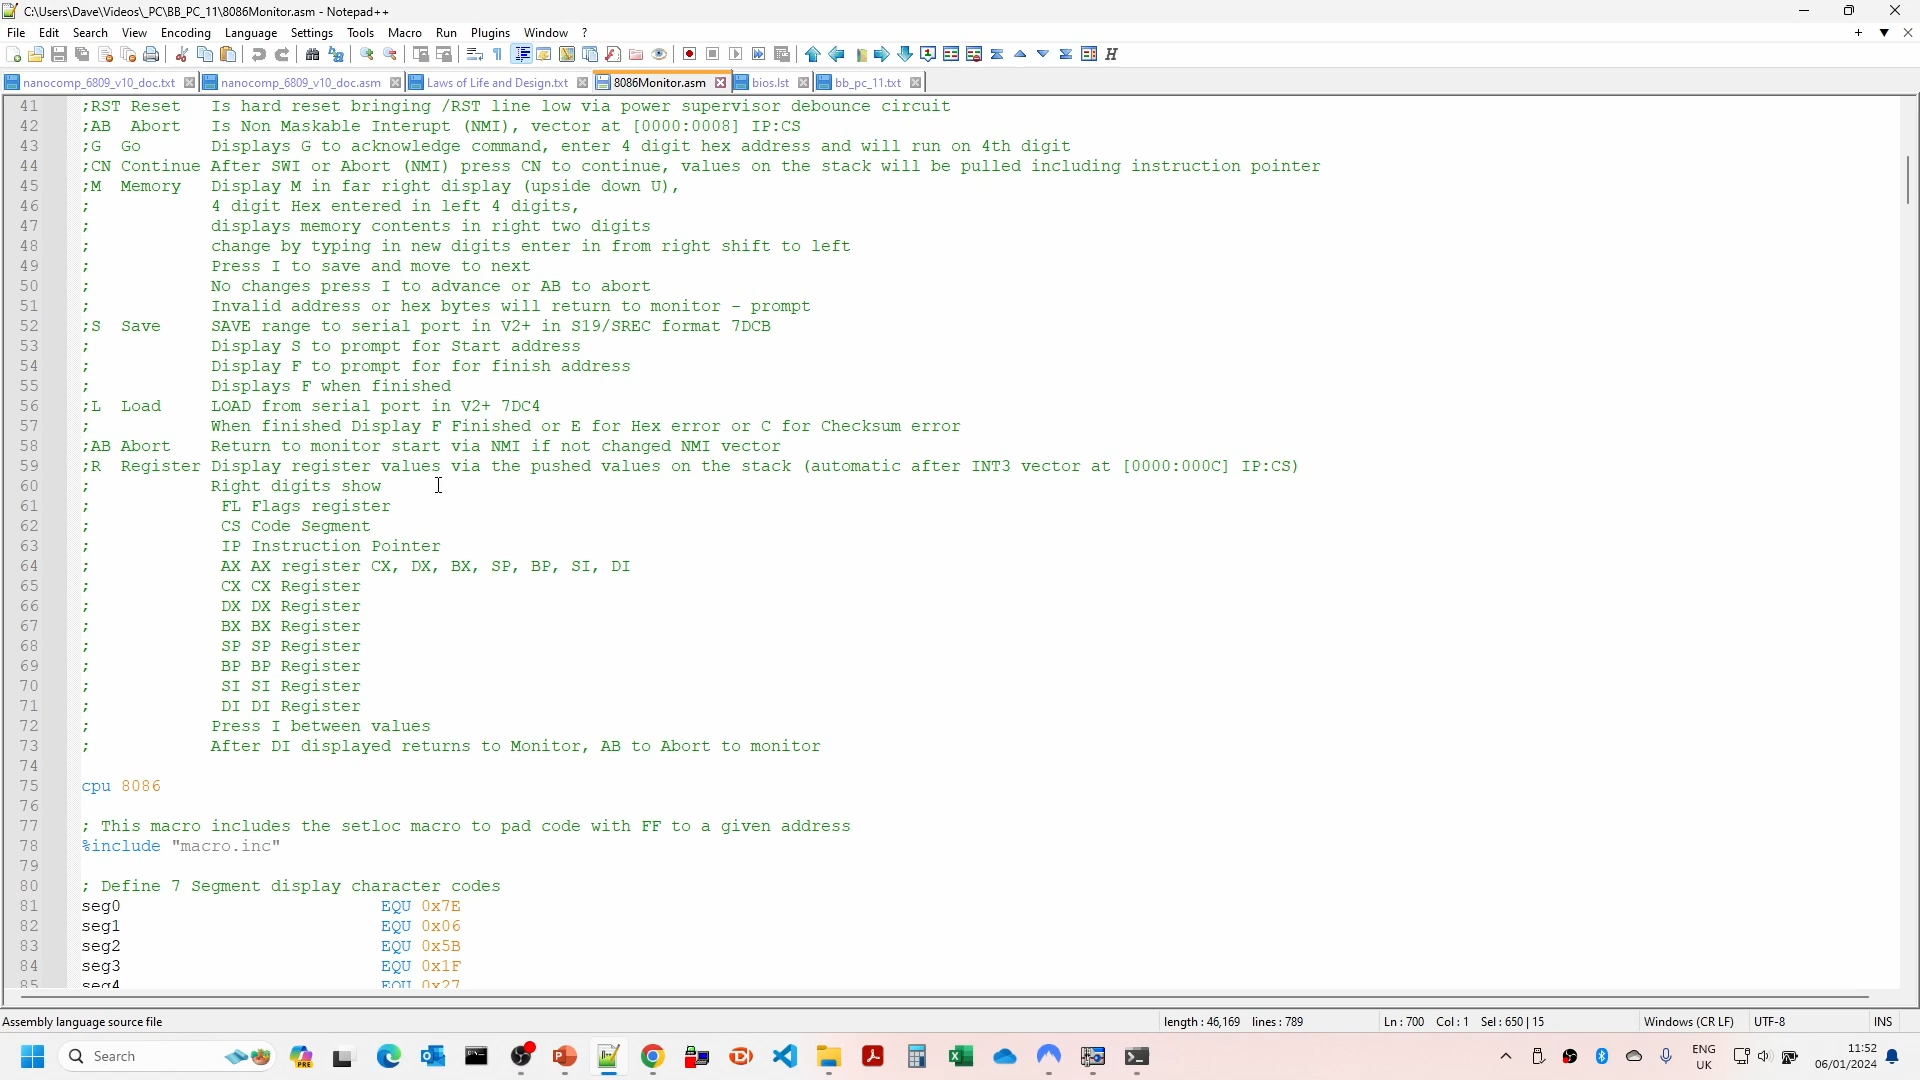 C:\Users\Dave\Videos\_PC\BB_PC_11\8086Monitor.asm - Notepad++
File Edit Search View Encoding Language Settings Tools Macro Run Plugins Window ?
nanocomp_6809_v10_doc.txt nanocomp_6809_v10_doc.asm Laws of Life and Design.txt 8086Monitor.asm bios.lst bb_pc_11.txt
41 ;RST Reset Is hard reset bringing /RST line low via power supervisor debounce circuit
42 ;AB Abort Is Non Maskable Interupt (NMI), vector at [0000:0008] IP:CS
43 ;G Go Displays G to acknowledge command, enter 4 digit hex address and will run on 4th digit
44 ;CN Continue After SWI or Abort (NMI) press CN to continue, values on the stack will be pulled including instruction pointer
45 ;M Memory Display M in far right display (upside down U),
46 ; 4 digit Hex entered in left 4 digits,
47 ; displays memory contents in right two digits
48 ; change by typing in new digits enter in from right shift to left
49 ; Press I to save and move to next
50 ; No changes press I to advance or AB to abort
51 ; Invalid address or hex bytes will return to monitor - prompt
52 ;S Save SAVE range to serial port in V2+ in S19/SREC format 7DCB
53 ; Display S to prompt for Start address
54 ; Display F to prompt for for finish address
55 ; Displays F when finished
56 ;L Load LOAD from serial port in V2+ 7DC4
57 ; When finished Display F Finished or E for Hex error or C for Checksum error
58 ;AB Abort Return to monitor start via NMI if not changed NMI vector
59 ;R Register Display register values via the pushed values on the stack (automatic after INT3 vector at [0000:000C] IP:CS)
60 ; Right digits show
61 ; FL Flags register
62 ; CS Code Segment
63 ; IP Instruction Pointer
64 ; AX AX register CX, DX, BX, SP, BP, SI, DI
65 ; CX CX Register
66 ; DX DX Register
67 ; BX BX Register
68 ; SP SP Register
69 ; BP BP Register
70 ; SI SI Register
71 ; DI DI Register
72 ; Press I between values
73 ; After DI displayed returns to Monitor, AB to Abort to monitor
74
75 cpu 8086
76
77 ; This macro includes the setloc macro to pad code with FF to a given address
78 %include "macro.inc"
79
80 ; Define 7 Segment display character codes
81 seg0 EQU 0x7E
82 seg1 EQU 0x06
83 seg2 EQU 0x5B
84 seg3 EQU 0x1F
85 seg4 EQU 0x27
Assembly language source file length : 46,169 lines : 789 Ln : 700 Col : 1 Sel : 650 | 15 Windows (CR LF) UTF-8 INS
Search
ENG
UK
11:52
06/01/2024